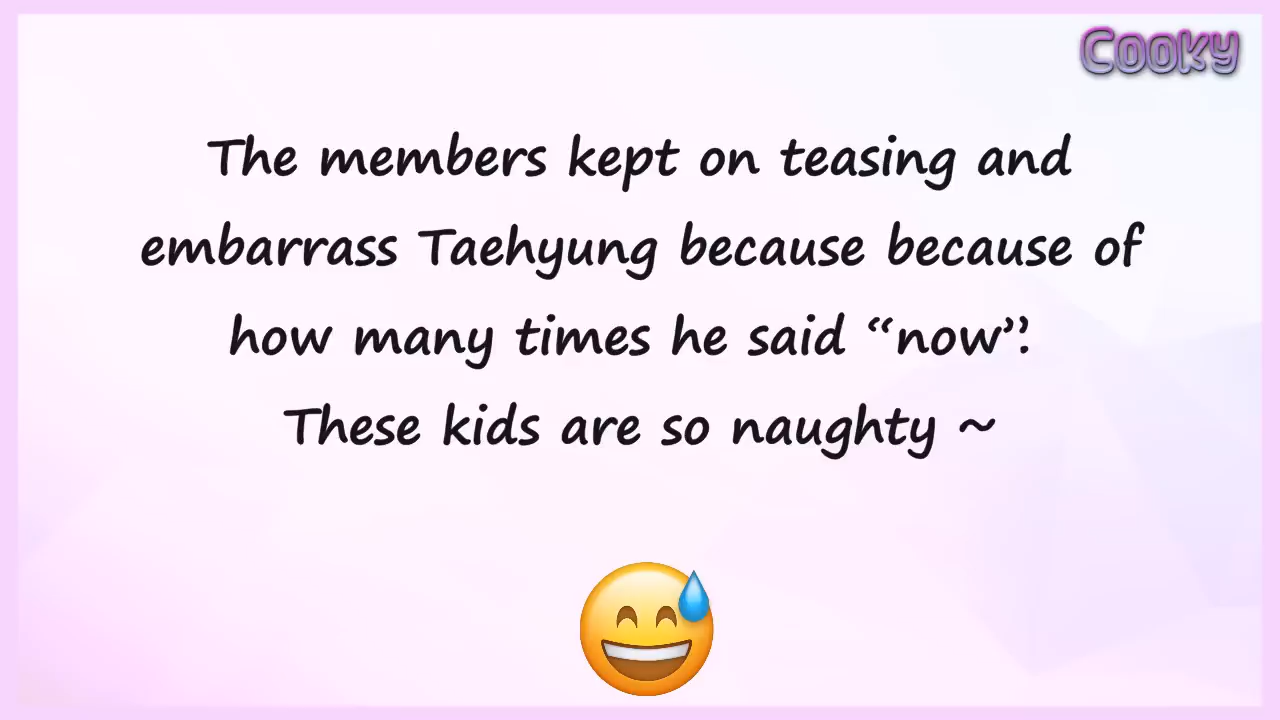 Cooky
The members kept on teasing and
embarrass Taehyung because because of
how many times he said “now”.
These kids are so naughty ~